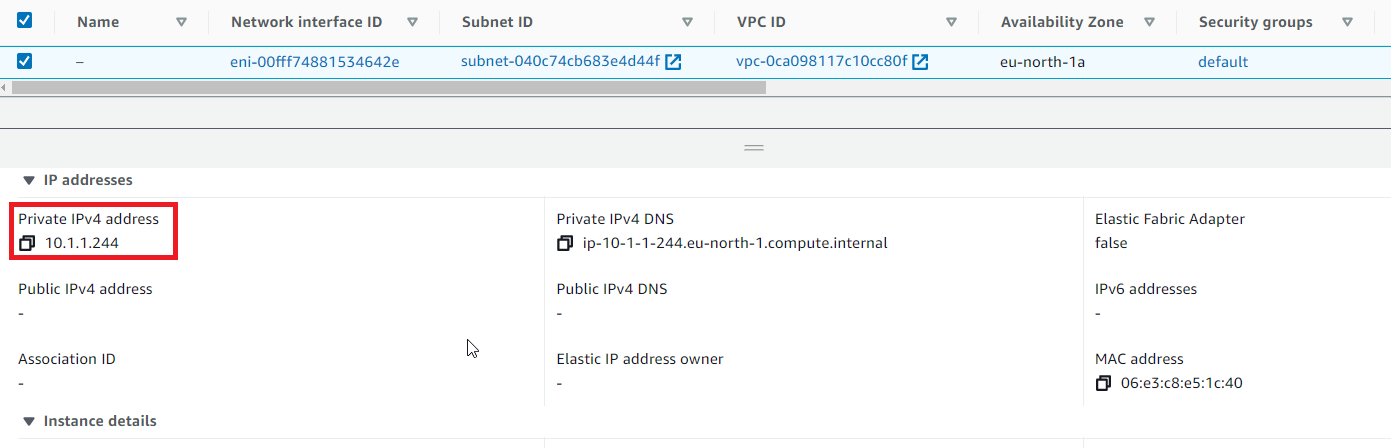 Name Network interface ID Subnet ID VPC ID Availability Zone Security groups
– eni-00fff74881534642e subnet-040c74cb683e4d44f vpc-0ca098117c10cc80f eu-north-1a default
IP addresses
Private IPv4 address Private IPv4 DNS Elastic Fabric Adapter
10.1.1.244 ip-10-1-1-244.eu-north-1.compute.internal false
Public IPv4 address Public IPv4 DNS IPv6 addresses
- - -
Association ID Elastic IP address owner MAC address
- - 06:e3:c8:e5:1c:40
Instance details